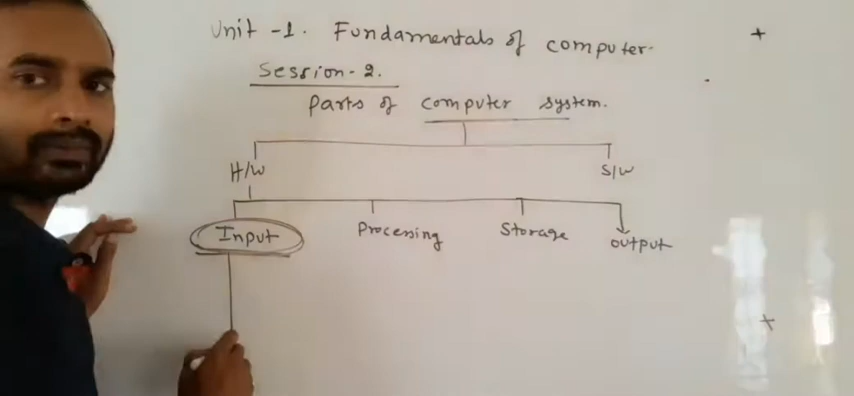 Unit -1. Fundamentals of computer-
Session-2.
Parts of computer system.
H/W S/W
Input Processing Storage output